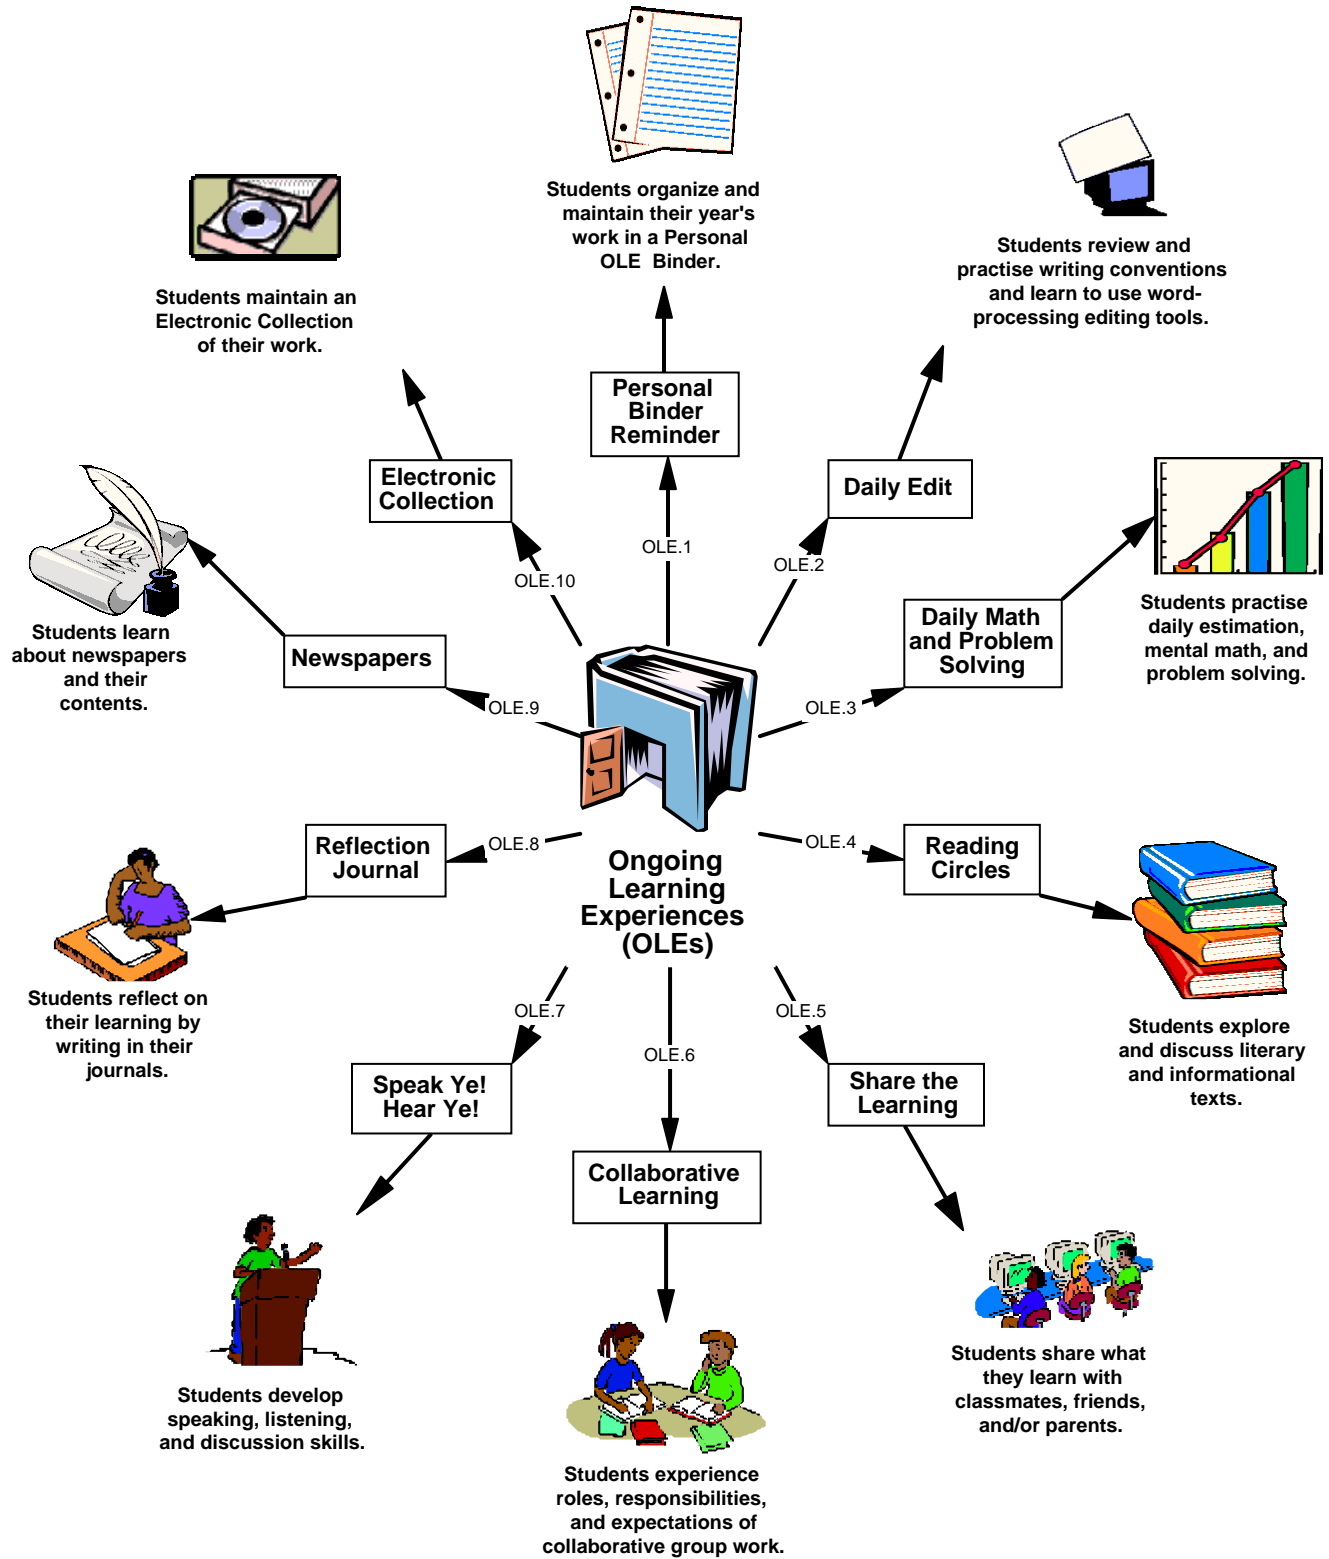 Students organize and
maintain their year's
work in a Personal
OLE Binder.
Personal
Binder
Reminder
OLE.1
Students review and
practise writing conventions
and learn to use word-
processing editing tools.
Daily Edit
OLE.2
Students practise
daily estimation,
mental math, and
problem solving.
Daily Math
and Problem
Solving
OLE.3
Reading
Circles
OLE.4
Students explore
and discuss literary
and informational
texts.
Share the
Learning
OLE.5
Students share what
they learn with
classmates, friends,
and/or parents.
Collaborative
Learning
OLE.6
Students experience
roles, responsibilities,
and expectations of
collaborative group work.
Speak Ye!
Hear Ye!
OLE.7
Students develop
speaking, listening,
and discussion skills.
Reflection
Journal
OLE.8
Students reflect on
their learning by
writing in their
journals.
Newspapers
OLE.9
Students learn
about newspapers
and their
contents.
Electronic
Collection
OLE.10
Students maintain an
Electronic Collection
of their work.
Ongoing
Learning
Experiences
(OLEs)